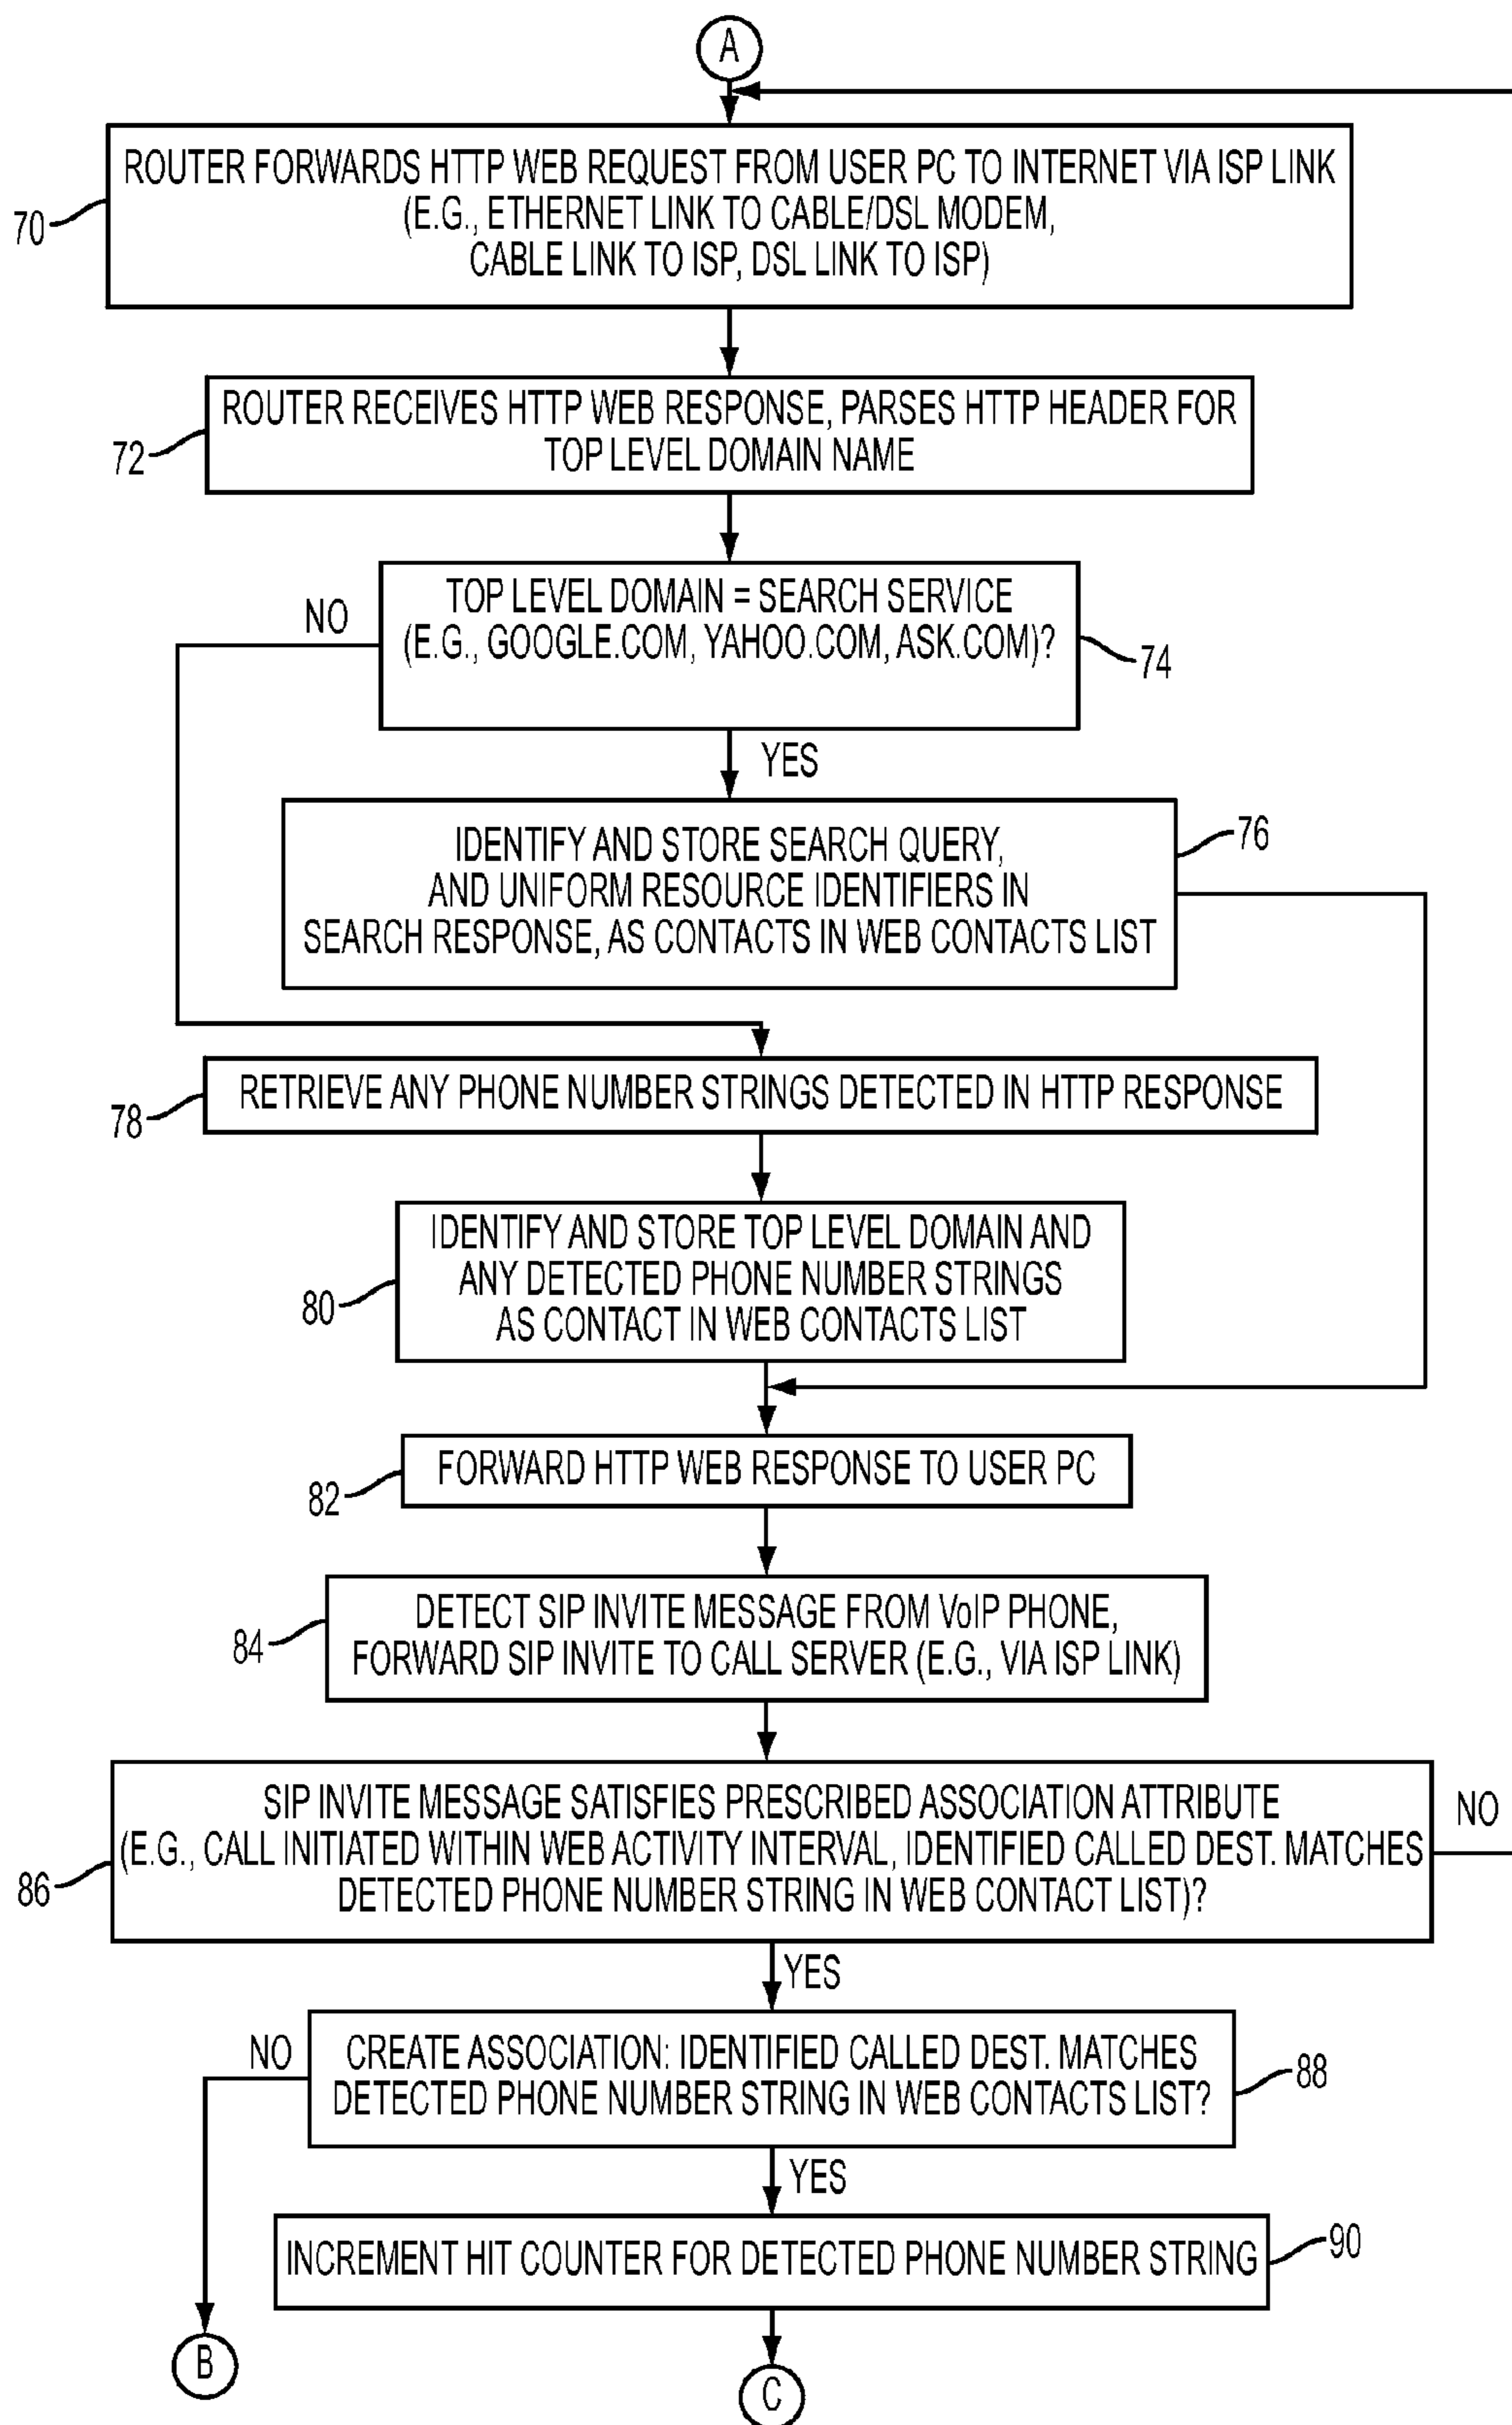 A
ROUTER FORWARDS HTTP WEB REQUEST FROM USER PC TO INTERNET VIA ISP LINK
(E.G., ETHERNET LINK TO CABLE/DSL MODEM,
CABLE LINK TO ISP, DSL LINK TO ISP)
70
ROUTER RECEIVES HTTP WEB RESPONSE, PARSES HTTP HEADER FOR
TOP LEVEL DOMAIN NAME
72
TOP LEVEL DOMAIN = SEARCH SERVICE
(E.G., GOOGLE.COM, YAHOO.COM, ASK.COM)?
NO
74
YES
IDENTIFY AND STORE SEARCH QUERY,
AND UNIFORM RESOURCE IDENTIFIERS IN
SEARCH RESPONSE, AS CONTACTS IN WEB CONTACTS LIST
76
RETRIEVE ANY PHONE NUMBER STRINGS DETECTED IN HTTP RESPONSE
78
IDENTIFY AND STORE TOP LEVEL DOMAIN AND
ANY DETECTED PHONE NUMBER STRINGS
AS CONTACT IN WEB CONTACTS LIST
80
FORWARD HTTP WEB RESPONSE TO USER PC
82
DETECT SIP INVITE MESSAGE FROM VoIP PHONE,
FORWARD SIP INVITE TO CALL SERVER (E.G., VIA ISP LINK)
84
SIP INVITE MESSAGE SATISFIES PRESCRIBED ASSOCIATION ATTRIBUTE
(E.G., CALL INITIATED WITHIN WEB ACTIVITY INTERVAL, IDENTIFIED CALLED DEST. MATCHES
DETECTED PHONE NUMBER STRING IN WEB CONTACT LIST)?
NO
86
YES
CREATE ASSOCIATION: IDENTIFIED CALLED DEST. MATCHES
DETECTED PHONE NUMBER STRING IN WEB CONTACTS LIST?
NO
88
YES
INCREMENT HIT COUNTER FOR DETECTED PHONE NUMBER STRING
90
B
C